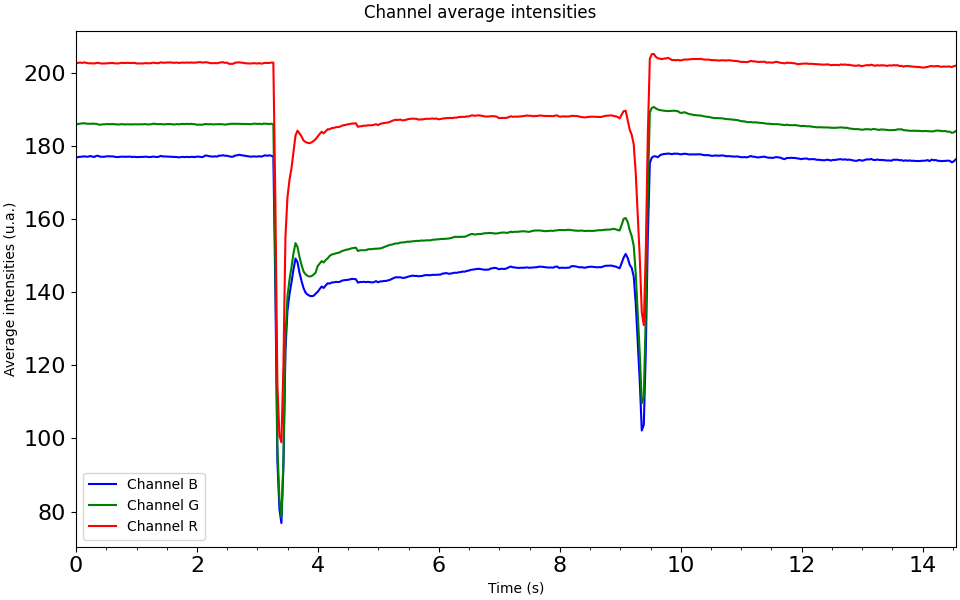 Channel average intensities
Average intensities (u.a.)
200
180
160
140
120
100
80
Channel B
Channel G
Channel R
0 2 4 6 8 10 12 14
Time (s)